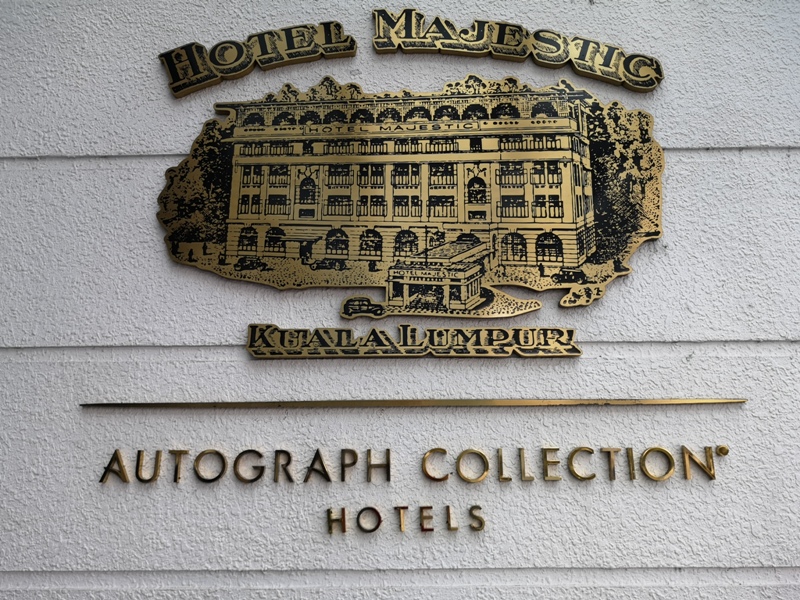 HOTEL MAJESTIC
HOTEL MAJESTIC
HOTEL MAJESTIC
KUALA LUMPUR
AUTOGRAPH COLLECTION®
HOTELS